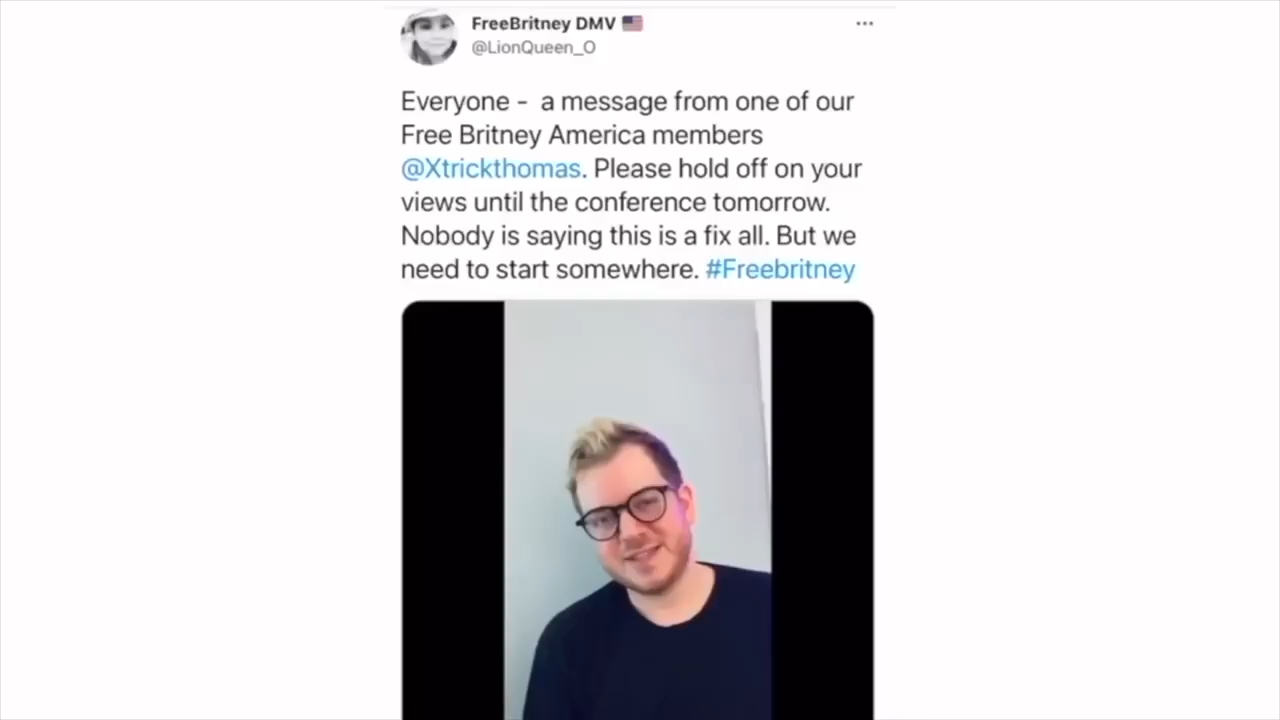 FreeBritney DMV 🇺🇸
@LionQueen_O
Everyone -  a message from one of our
Free Britney America members
@Xtrickthomas. Please hold off on your
views until the conference tomorrow.
Nobody is saying this is a fix all. But we
need to start somewhere. #Freebritney